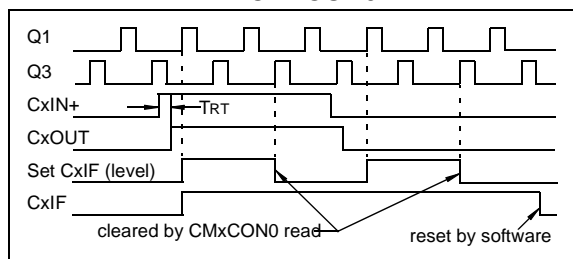 Q1
Q3
CxIN+
TRT
CxOUT
Set CxIF (level)
CxIF
cleared by CMxCON0 read
reset by software